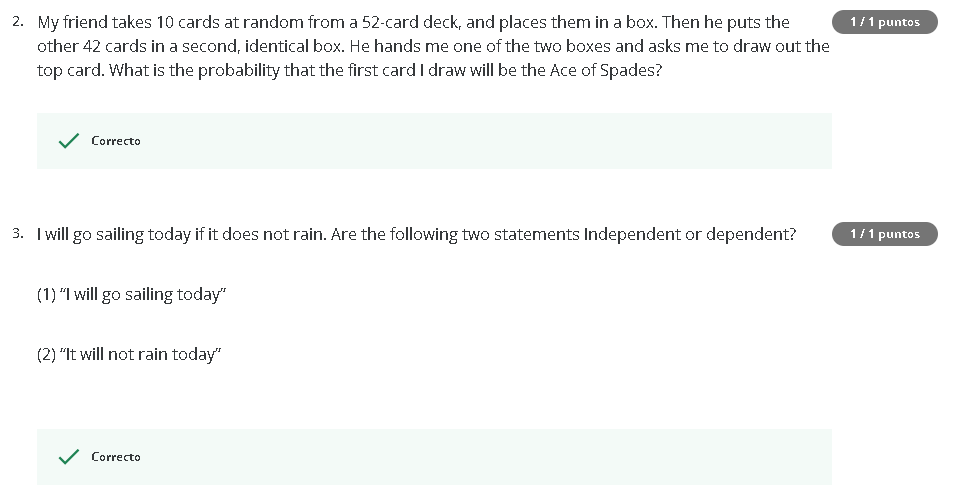 2. My friend takes 10 cards at random from a 52-card deck, and places them in a box. Then he puts the
1 / 1 puntos
other 42 cards in a second, identical box. He hands me one of the two boxes and asks me to draw out the
top card. What is the probability that the first card I draw will be the Ace of Spades?
Correcto
3. I will go sailing today if it does not rain. Are the following two statements Independent or dependent?
1 / 1 puntos
(1) “I will go sailing today”
(2) “It will not rain today”
Correcto